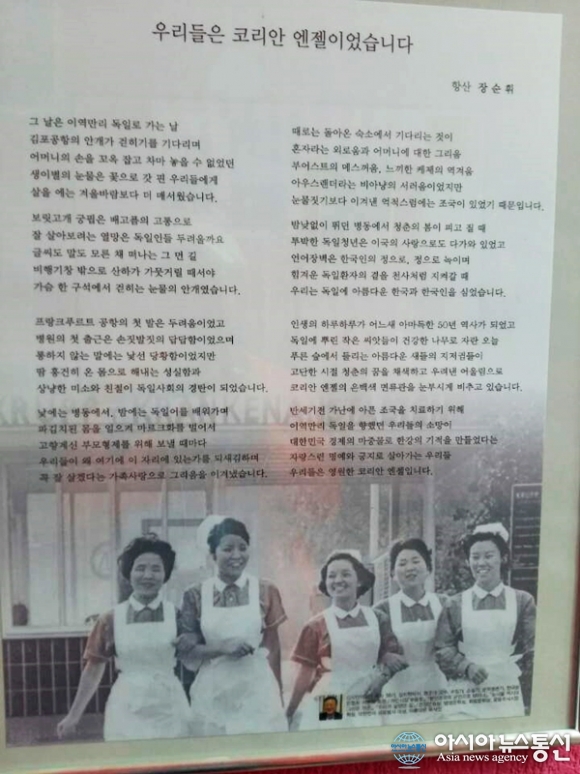 우리들은 코리안 엔젤이었습니다
항산 장순휘
그 날은 이역만리 독일로 가는 날
김포공항의 안개가 걷히기를 기다리며
어머니의 손을 꼬옥 잡고 차마 놓을 수 없었던
생이별의 눈물은 꽃으로 갓 핀 우리들에게
살을 에는 겨울바람보다 더 매서웠습니다.
보릿고개 궁핍은 배고픔의 고통으로
잘 살아보려는 열망은 독일인들 두려울까요
글씨도 말도 모른 채 떠나는 그 먼 길
비행기창 밖으로 산하가 가뭇거릴 때서야
가슴 한 구석에서 걷히는 눈물의 안개였습니다.
프랑크푸르트 공항의 첫 발은 두려움이었고
병원의 첫 출근은 손짓발짓의 답답함이었으며
통하지 않는 말에는 낯선 당황함이었지만
땀 흥건히 온 몸으로 해내는 성실함과
상냥한 미소와 친절이 독일사회의 경탄이 되었습니다.
낮에는 병동에서, 밤에는 독일어를 배워가며
파김치된 몸을 일으켜 마르크화를 벌어서
고향계신 부모형제를 위해 보낼 때마다
우리들이 왜 여기에 이 자리에 있는가를 되새김하며
꼭 잘 살겠다는 가족사랑으로 그리움을 이겨냈습니다.
때로는 돌아온 숙소에서 기다리는 것이
혼자라는 외로움과 어머니에 대한 그리움
부어스트의 메스꺼움, 느끼한 케제의 역겨움
아우스랜더라는 비아냥의 서러움이었지만
눈물짓기보다 이겨낸 억척스럼에는 조국이 있었기 때문입니다.
밤낮없이 뛰던 병동에서 청춘의 봄이 피고 질 때
투박한 독일청년은 이국의 사랑으로도 다가와 있었고
언어장벽은 한국인의 정으로, 정으로 녹이며
힘겨운 독일환자의 곁을 천사처럼 지켜갈 때
우리는 독일에 아름다운 한국과 한국인을 심었습니다.
인생의 하루하루가 어느새 아마득한 50년 역사가 되었고
독일에 뿌린 작은 씨앗들이 건강한 나무로 자란 오늘
푸른 숲에서 들리는 아름다운 새들의 지저귐들이
고단한 시절 청춘의 꿈을 채색하고 우려낸 어울림으로
코리안 엔젤의 은백색 면류관을 눈부시게 비추고 있습니다.
반세기전 가난에 아픈 조국을 치료하기 위해
이역만리 독일을 향했던 우리들의 소망이
대한민국 경제의 마중물로 한강의 기적을 만들었다는
자랑스런 명예와 긍지로 살아가는 우리들
우리들은 영원한 코리안 엔젤입니다.
아시아뉴스통신
Asia news agency